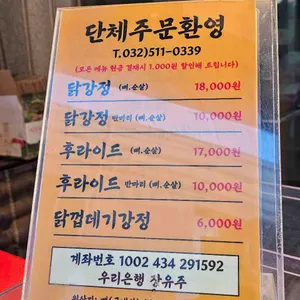 단체주문환영
T.032)511-0339
(모든 메뉴 현금 결제시 1.000원 할인해 드립니다)
닭강정 (뼈.순살) 18,000원
닭강정 반마리 (뼈.순살) 10,000원
후라이드 (뼈.순살) 17,000원
후라이드 반마리 (뼈.순살) 10,000원
닭껍데기강정 6,000원
계좌번호 1002 434 291592
우리은행 장유주